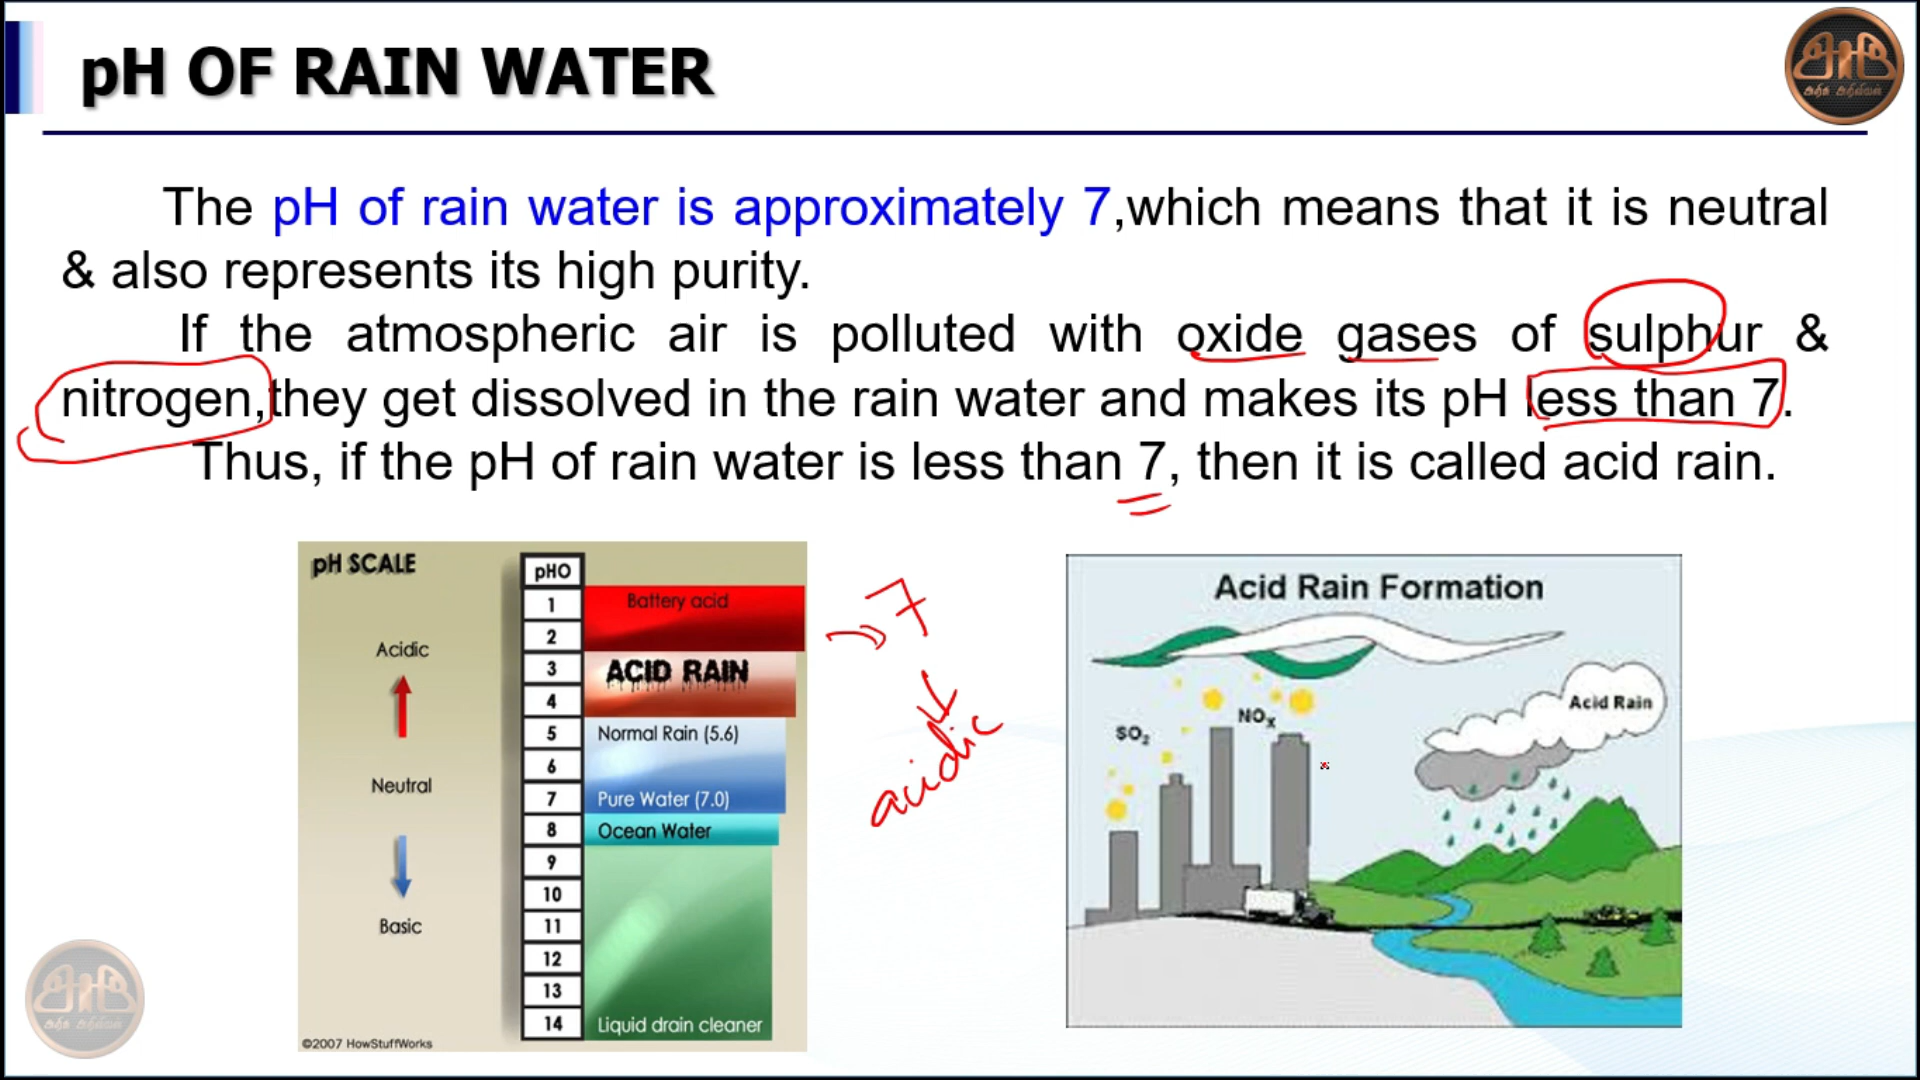 pH OF RAIN WATER
அறிக அறிவியல்
The pH of rain water is approximately 7,which means that it is neutral
& also represents its high purity.
If the atmospheric air is polluted with oxide gases of sulphur &
nitrogen,they get dissolved in the rain water and makes its pH less than 7.
Thus, if the pH of rain water is less than 7, then it is called acid rain.
pH SCALE
pHO
1
Battery acid
2
Acidic
3
ACID RAIN
4
5
Normal Rain (5.6)
6
Neutral
7
Pure Water (7.0)
8
Ocean Water
9
10
Basic
11
12
13
14
Liquid drain cleaner
©2007 HowStuffWorks
7
acidic
Acid Rain Formation
SO2
NOx
Acid Rain
அறிக அறிவியல்